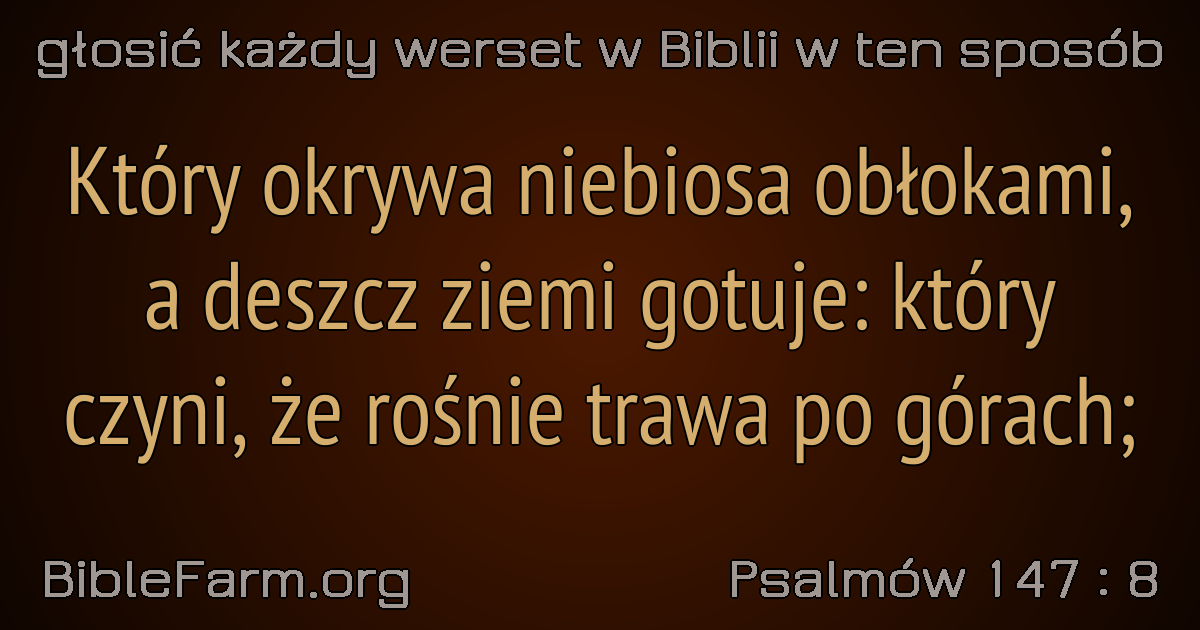 głosić każdy werset w Biblii w ten sposób
Który okrywa niebiosa obłokami,
a deszcz ziemi gotuje: który
czyni, że rośnie trawa po górach;
BibleFarm.org
Psalmów 147 : 8